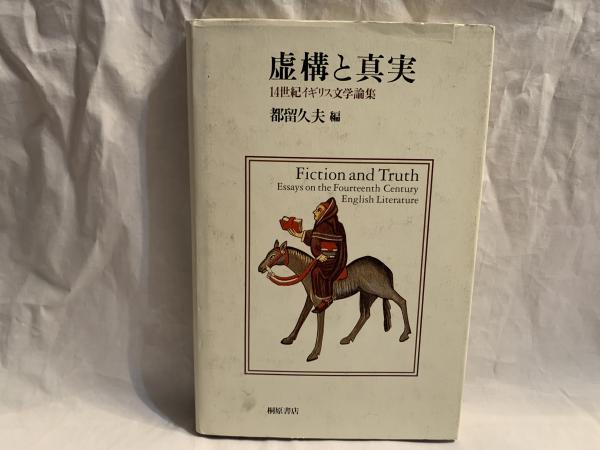 虚構と真実
14世紀イギリス文学論集
都留久夫 編
Fiction and Truth
Essays on the Fourteenth Century
English Literature
桐原書店